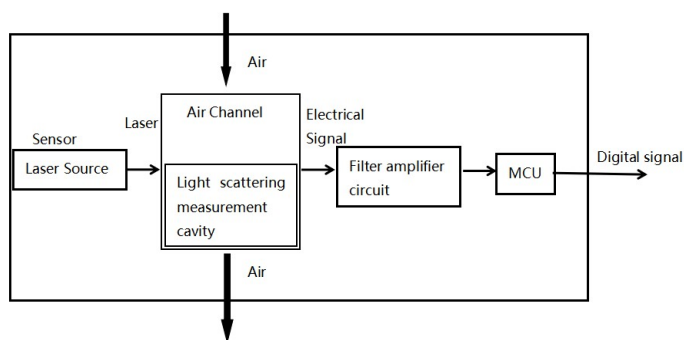 Air
Air Channel
Laser
Electrical
Signal
Sensor
Laser Source
Light scattering
measurement
cavity
Filter amplifier
circuit
MCU
Digital signal
Air